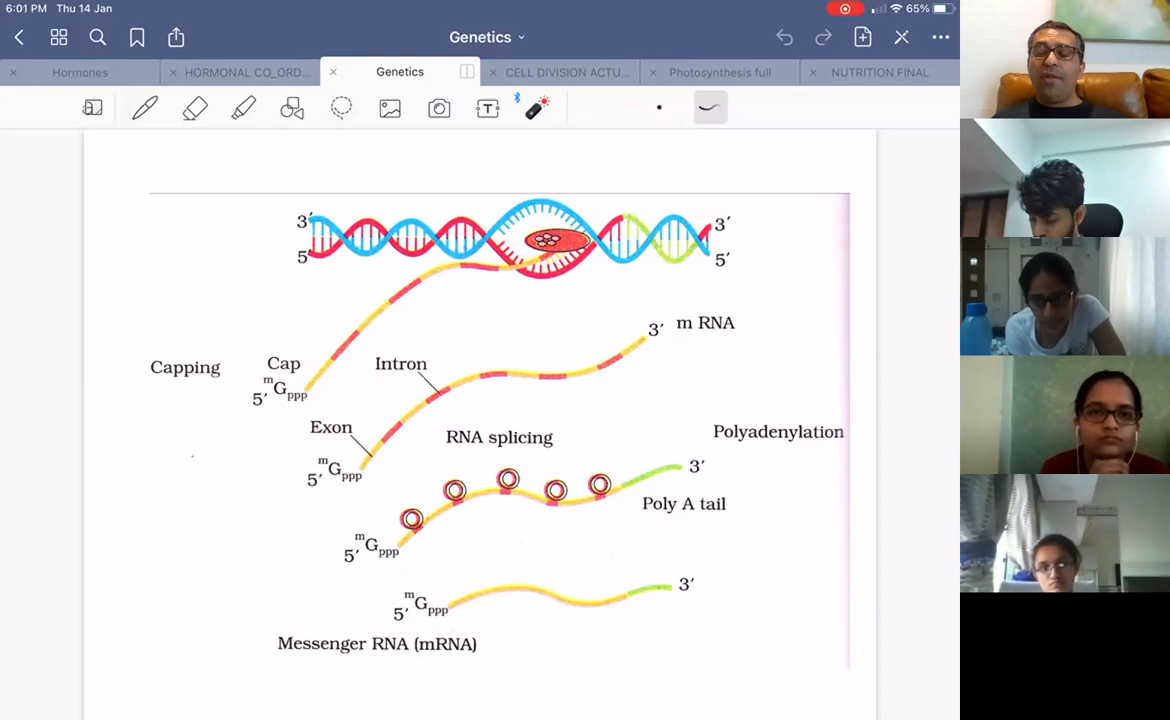 6:01 PM Thu 14 Jan
65%
Genetics
Hormones
HORMONAL CO_ORD...
Genetics
CELL DIVISION ACTU...
Photosynthesis full
NUTRITION FINAL
T
3′ 3′
5′ 5′
3′ m RNA
Capping Cap Intron
5′ mGppp
Exon RNA splicing Polyadenylation
5′ mGppp
3′
Poly A tail
5′ mGppp
3′
5′ mGppp
Messenger RNA (mRNA)